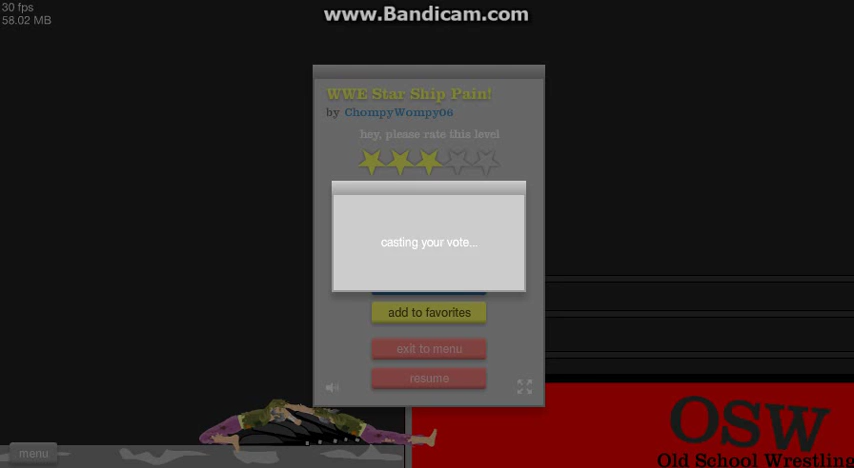 30 fps
58.02 MB
www.Bandicam.com
WWE Star Ship Pain!
by ChompyWompy06
hey, please rate this level
casting your vote...
add to favorites
exit to menu
resume
menu
OSW
Old School Wrestling